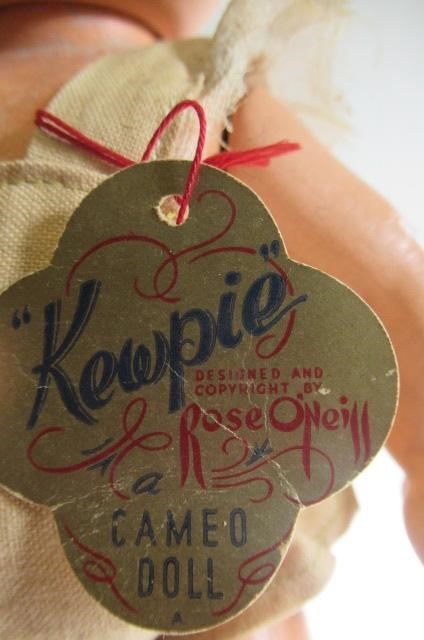 "Kewpie"
DESIGNED AND
COPYRIGHT BY
Rose O'Neill
a
CAMEO
DOLL
A